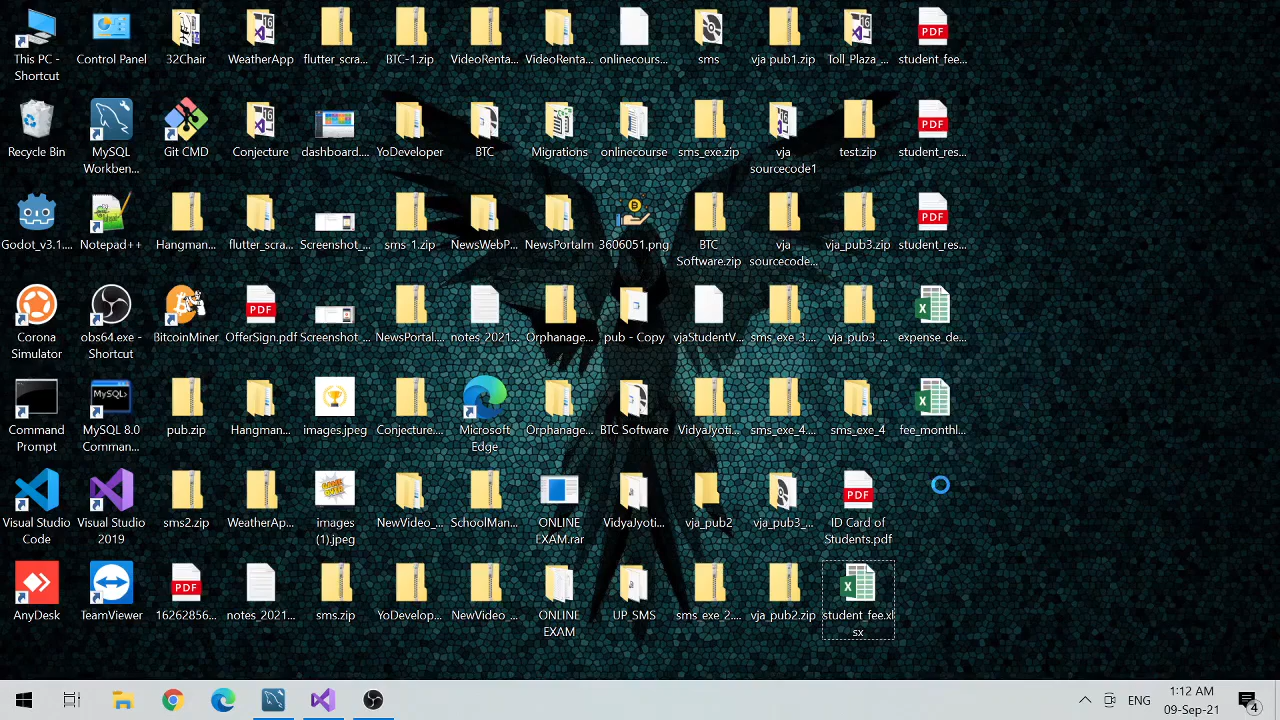 This PC -
Shortcut
Control Panel
32Chair
WeatherApp
flutter_scra...
BTC-1.zip
VideoRenta...
VideoRenta...
onlinecours...
sms
vja pub1.zip
Toll_Plaza_...
student_fee...
Recycle Bin
MySQL
Workben...
Git CMD
Conjecture
dashboard....
YoDeveloper
BTC
Migrations
onlinecourse
sms_exe.zip
vja
sourcecode1
test.zip
student_res...
Godot_v3.1....
Notepad++
Hangman...
flutter_scra...
Screenshot_...
sms-1.zip
NewsWebP...
NewsPortalm
3606051.png
BTC
Software.zip
vja
sourcecode...
vja_pub3.zip
student_res...
Corona
Simulator
obs64.exe -
Shortcut
BitcoinMiner
OfferSign.pdf
Screenshot_...
NewsPortal....
notes_2021...
Orphanage...
pub - Copy
vjaStudentV...
sms_exe_3....
vja_pub3_...
expense_de...
Command
Prompt
MySQL 8.0
Comman...
pub.zip
Hangman...
images.jpeg
Conjecture....
Microsoft
Edge
Orphanage...
BTC Software
VidyaJyoti...
sms_exe_4....
sms_exe_4
fee_monthl...
Visual Studio
Code
Visual Studio
2019
sms2.zip
WeatherAp...
images
(1).jpeg
NewVideo_...
SchoolMan...
ONLINE
EXAM.rar
VidyaJyoti...
vja_pub2
vja_pub3_...
ID Card of
Students.pdf
AnyDesk
TeamViewer
16262856...
notes_2021...
sms.zip
YoDevelop...
NewVideo_...
ONLINE
EXAM
UP_SMS
sms_exe_2....
vja_pub2.zip
student_fee.xl
sx
ENG
1:12 AM
09-Sep-21
4